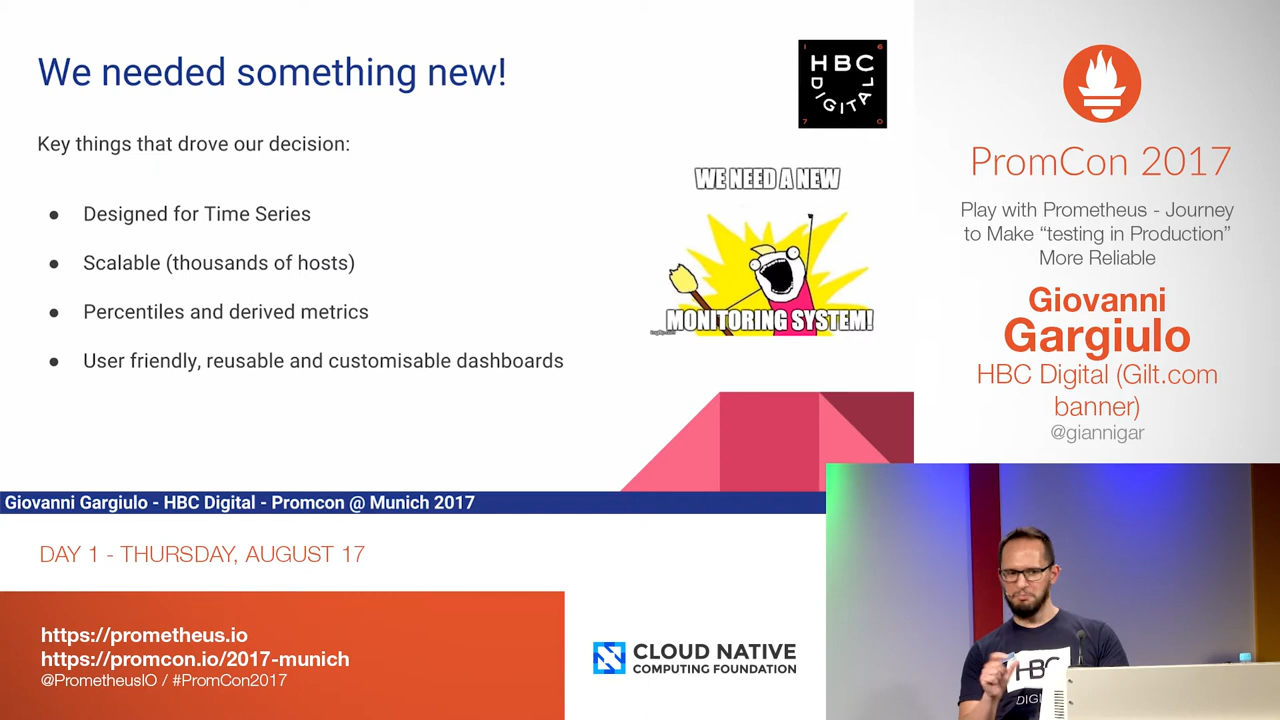 We needed something new!
Key things that drove our decision:
● Designed for Time Series
● Scalable (thousands of hosts)
● Percentiles and derived metrics
● User friendly, reusable and customisable dashboards
1 6
HBC
DIGITAL
7 0
WE NEED A NEW
MONITORING SYSTEM!
Giovanni Gargiulo - HBC Digital - Promcon @ Munich 2017
PromCon 2017
Play with Prometheus - Journey
to Make “testing in Production”
More Reliable
Giovanni
Gargiulo
HBC Digital (Gilt.com
banner)
@giannigar
DAY 1 - THURSDAY, AUGUST 17
https://prometheus.io
https://promcon.io/2017-munich
@PrometheusIO / #PromCon2017
CLOUD NATIVE
COMPUTING FOUNDATION
HBC